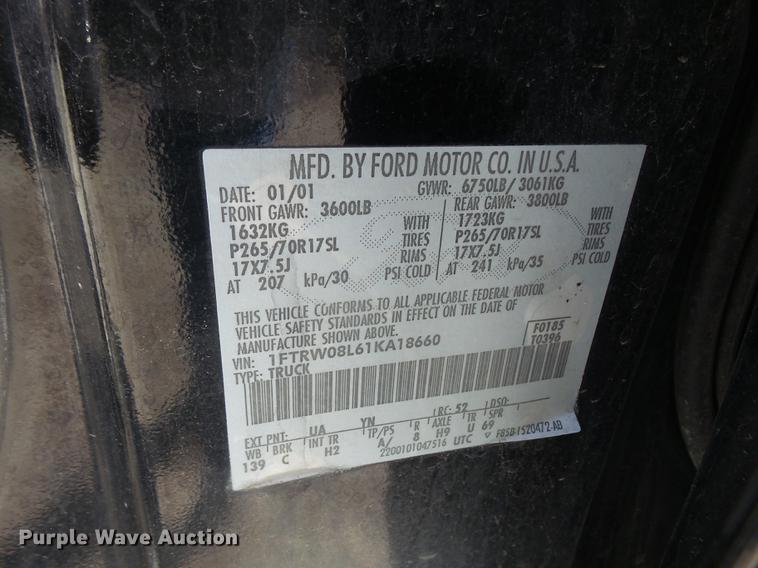 MFD. BY FORD MOTOR CO. IN U.S.A.
DATE: 01/01 GVWR: 6750LB/ 3061KG
FRONT GAWR: 3600LB REAR GAWR: 3800LB
1632KG WITH 1723KG WITH
P265/70R17SL TIRES P265/70R17SL TIRES
17X7.5J RIMS 17X7.5J RIMS
AT 207 kPa/30 PSI COLD AT 241 kPa/35 PSI COLD
THIS VEHICLE CONFORMS TO ALL APPLICABLE FEDERAL MOTOR
VEHICLE SAFETY STANDARDS IN EFFECT ON THE DATE OF
MANUFACTURE SHOWN ABOVE. F0185
VIN: 1FTRW08L61KA18660 T0396
TYPE: TRUCK
EXT PNT: UA YN RC: 52 DSO:
WB BRK INT TR TP/PS R AXLE TR SPR
139 C H2 A/ 8 H9 U 69
2200101047516 UTC F85B-1520472-AB
Purple Wave Auction